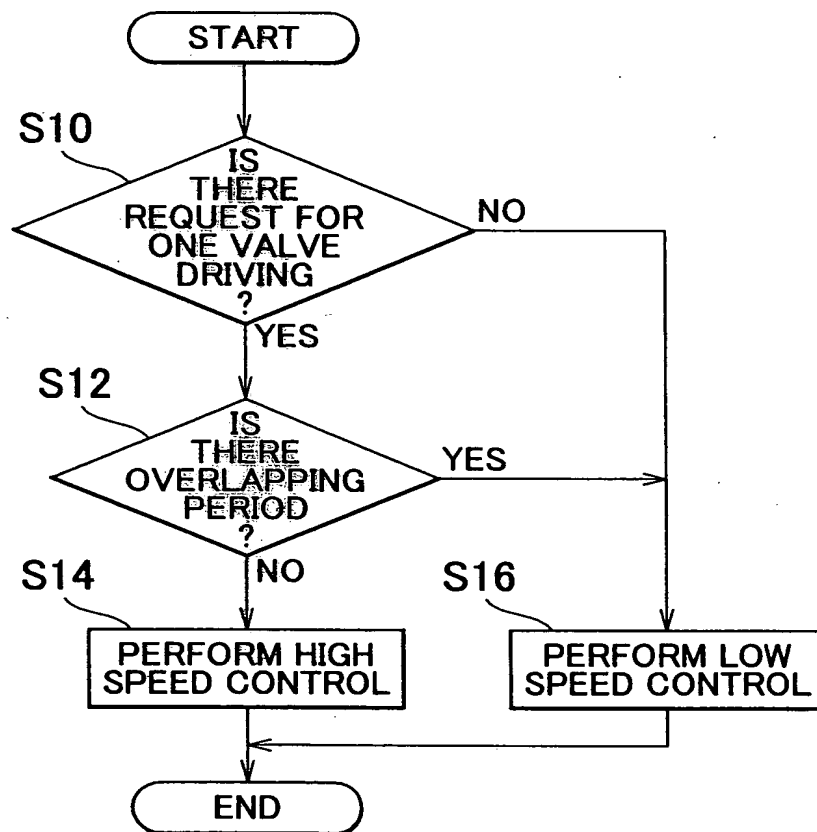 START
S10
IS
THERE
REQUEST FOR
ONE VALVE
DRIVING
?
NO
YES
S12
IS
THERE
OVERLAPPING
PERIOD
?
YES
NO
S14
PERFORM HIGH
SPEED CONTROL
S16
PERFORM LOW
SPEED CONTROL
END